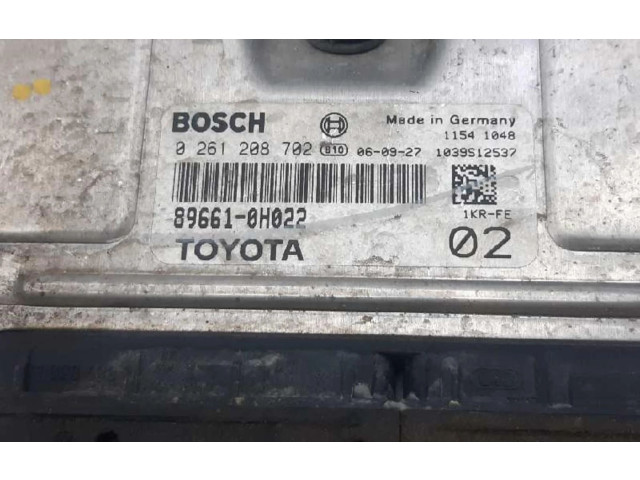 BOSCH Made in Germany
1154 1048
0 261 208 702 B10 06-09-27 1039S12537
89661-0H022 1KR-FE
TOYOTA 02